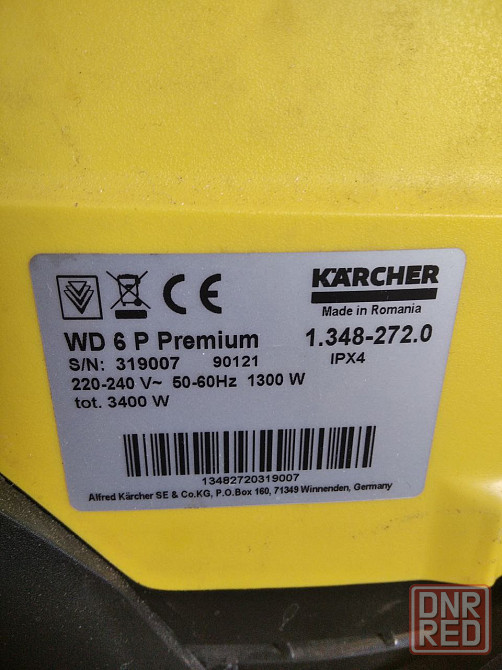 KÄRCHER
Made in Romania
WD 6 P Premium 1.348-272.0
S/N: 319007 90121 IPX4
220-240 V~ 50-60Hz 1300 W
tot. 3400 W
13482720319007
Alfred Kärcher SE & Co.KG, P.O.Box 160, 71349 Winnenden, Germany
DNR
RED